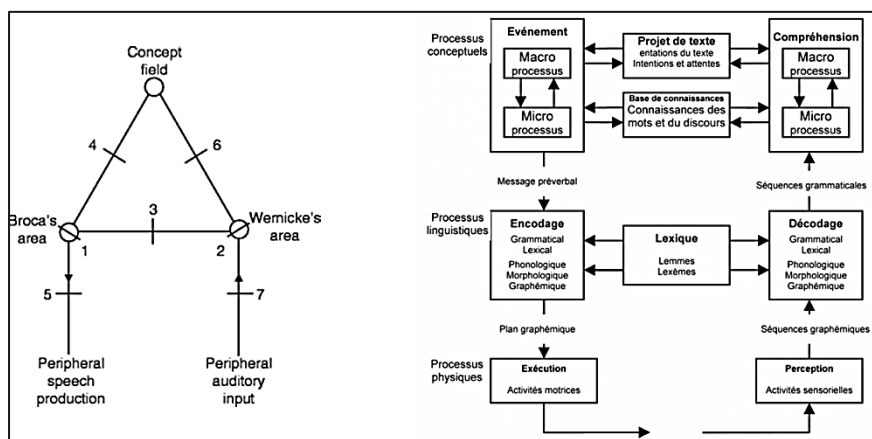 Concept
field
4
6
3
Broca's
area
Wernicke's
area
1
2
5
7
Peripheral
speech
production
Peripheral
auditory
input
Processus
conceptuels
Evénement
Macro
processus
Micro
processus
Projet de texte
entations du texte
Intentions et attentes
Base de connaissances
Connaissances des
mots et du discours
Compréhension
Macro
processus
Micro
processus
Message préverbal
Séquences grammaticales
Processus
linguistiques
Encodage
Grammatical
Lexical
Phonologique
Morphologique
Graphémique
Lexique
Lemmes
Lexèmes
Décodage
Grammatical
Lexical
Phonologique
Morphologique
Graphémique
Plan graphémique
Séquences graphémiques
Processus
physiques
Exécution
Activités motrices
Perception
Activités sensorielles